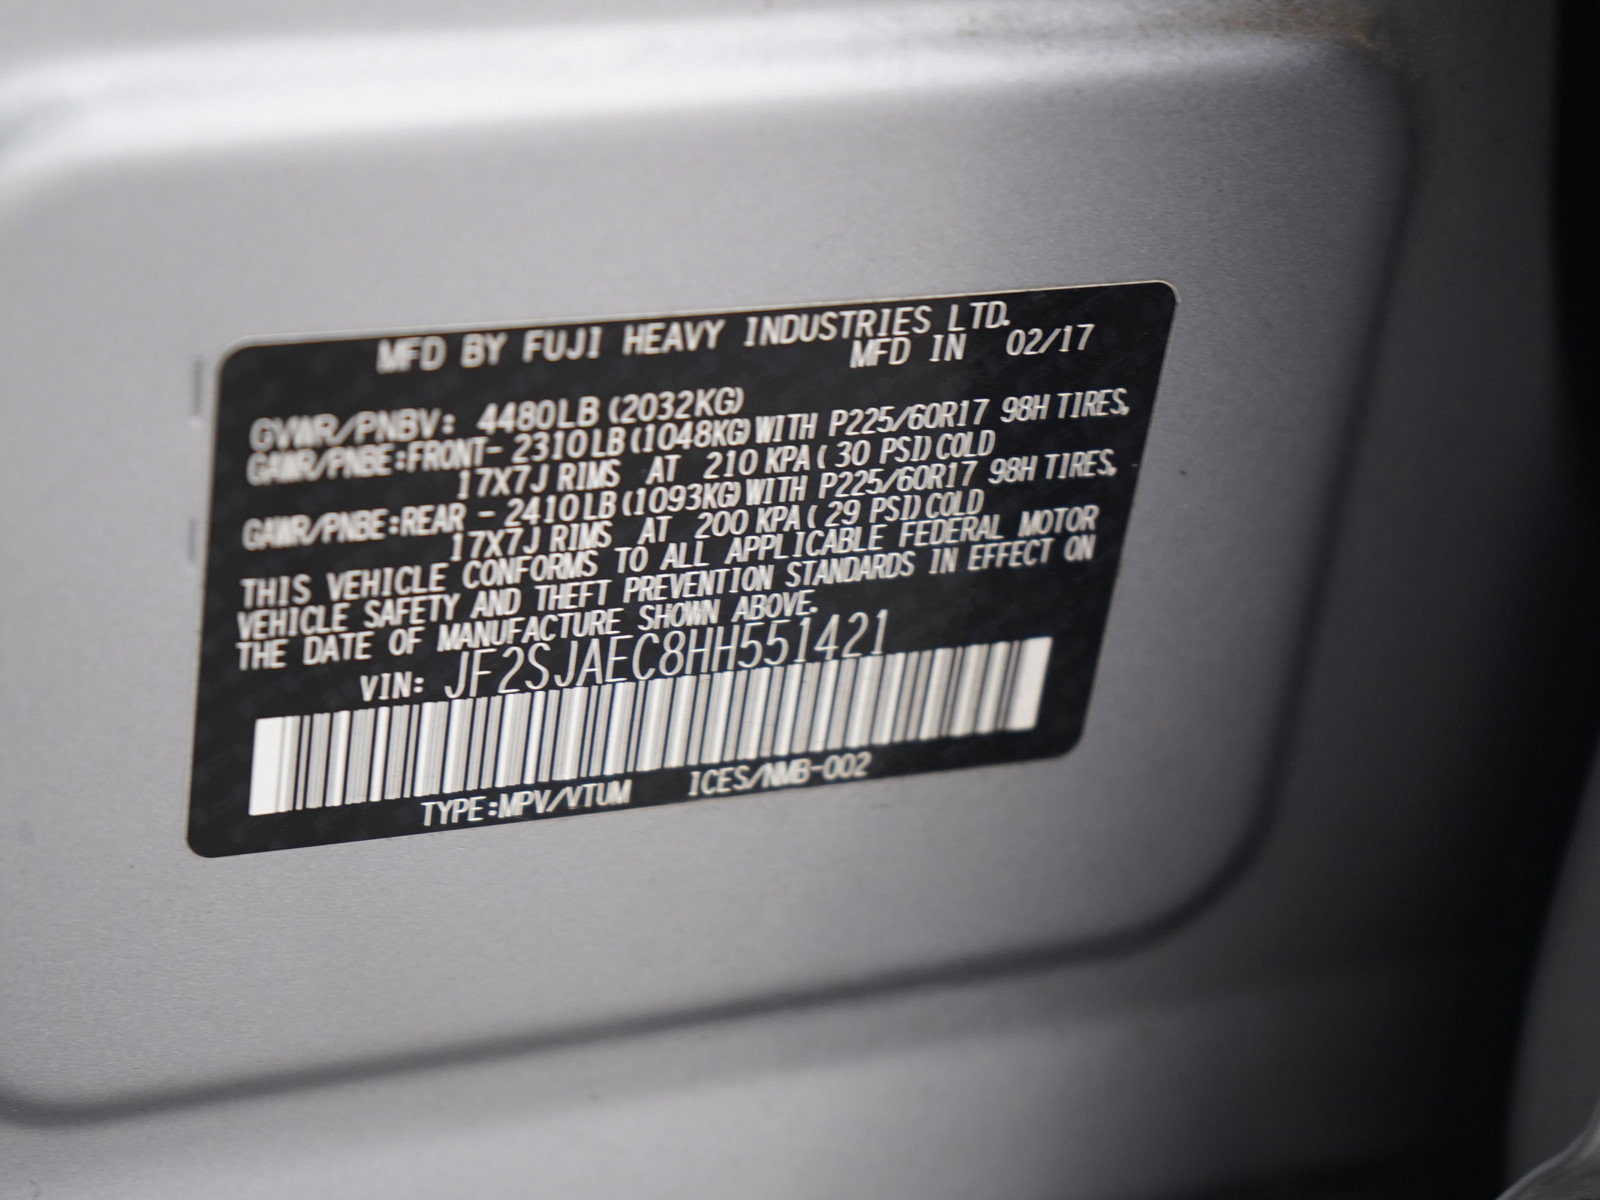 MFD BY FUJI HEAVY INDUSTRIES LTD.
MFD IN 02/17
GVWR/PNBV: 4480LB (2032KG)
GAWR/PNBE:FRONT- 2310LB (1048KG) WITH P225/60R17 98H TIRES,
17X7J RIMS AT 210 KPA ( 30 PSI) COLD
GAWR/PNBE:REAR - 2410LB (1093KG) WITH P225/60R17 98H TIRES,
17X7J RIMS AT 200 KPA ( 29 PSI) COLD
THIS VEHICLE CONFORMS TO ALL APPLICABLE FEDERAL MOTOR
VEHICLE SAFETY AND THEFT PREVENTION STANDARDS IN EFFECT ON
THE DATE OF MANUFACTURE SHOWN ABOVE.
VIN: JF2SJAEC8HH551421
TYPE:MPV/VTUM ICES/NMB-002